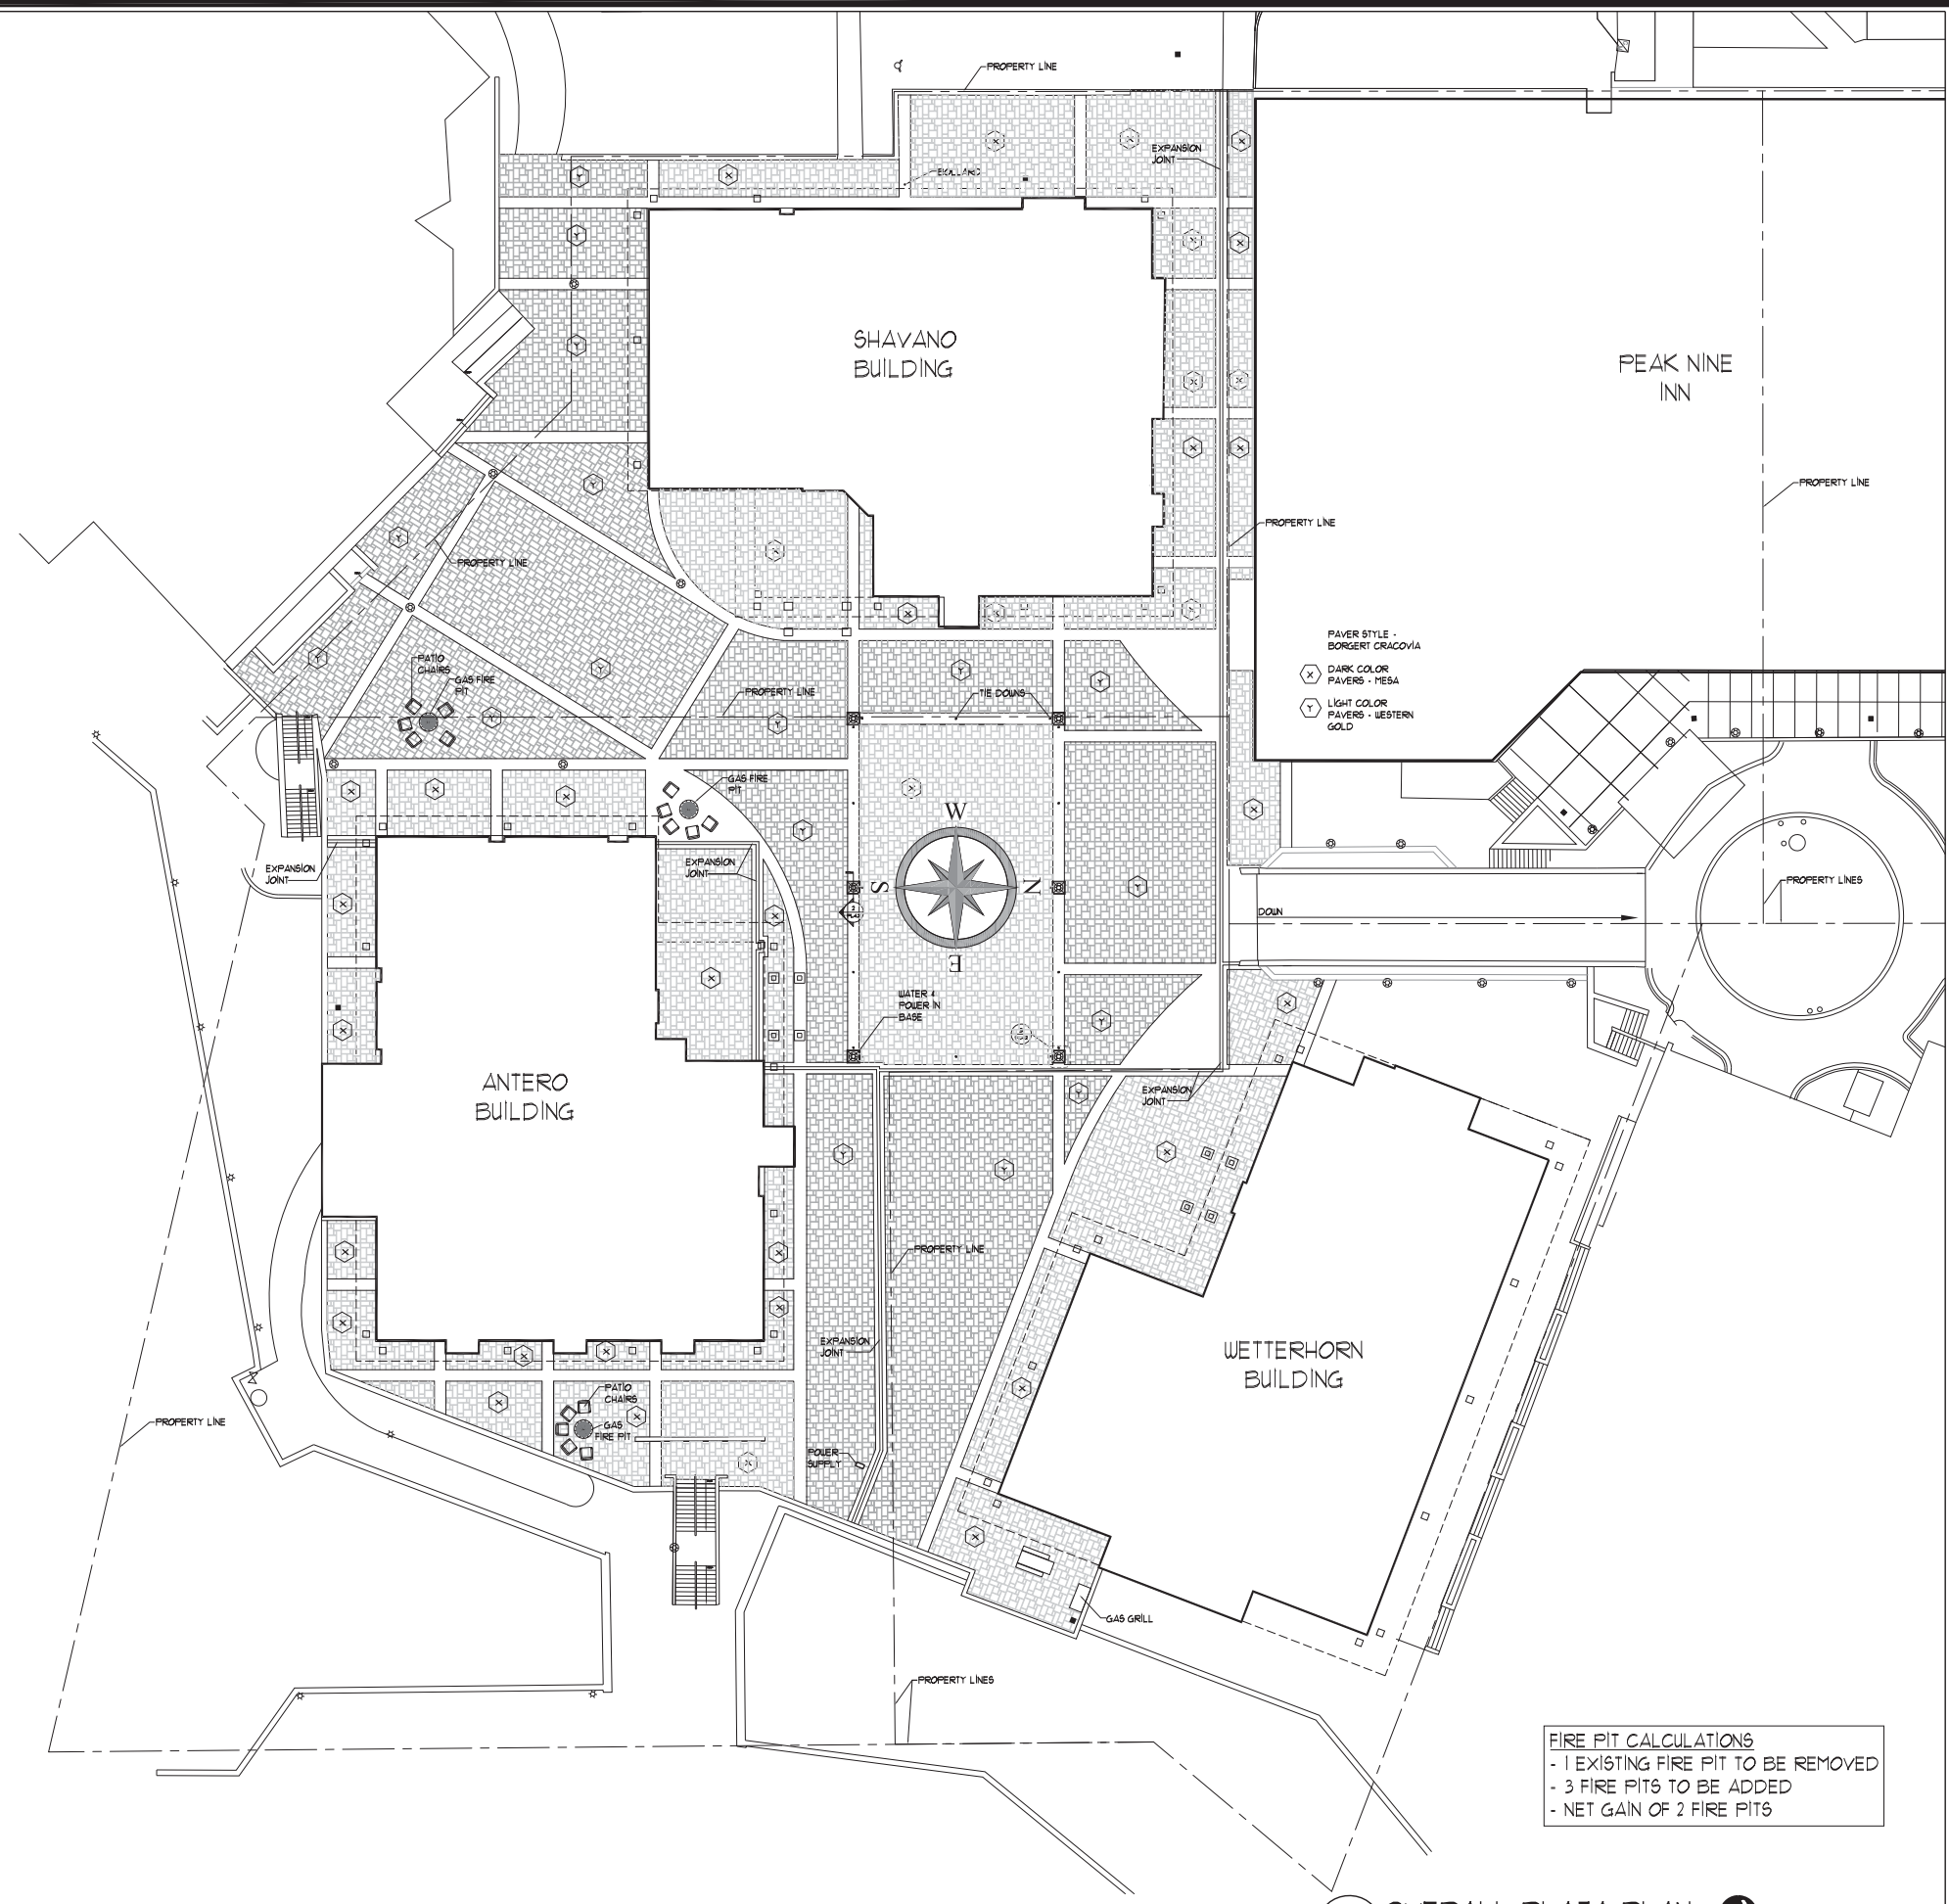 PROPERTY LINE
EXPANSION
JOINT
BOLLARD
SHAVANO
BUILDING
PEAK NINE
INN
PROPERTY LINE
PROPERTY LINE
PROPERTY LINE
PAVER STYLE -
BORGERT CRACOVIA
X DARK COLOR
PAVERS - MESA
Y LIGHT COLOR
PAVERS - WESTERN
GOLD
PATIO
CHAIRS
GAS FIRE
PIT
PROPERTY LINE
TIE DOWNS
GAS FIRE
PIT
W
S
N
E
EXPANSION
JOINT
EXPANSION
JOINT
PROPERTY LINES
DOWN
WATER &
POWER IN
BASE
ANTERO
BUILDING
EXPANSION
JOINT
PROPERTY LINE
EXPANSION
JOINT
WETTERHORN
BUILDING
PATIO
CHAIRS
GAS
FIRE PIT
PROPERTY LINE
POWER
SUPPLY
GAS GRILL
PROPERTY LINES
FIRE PIT CALCULATIONS
- 1 EXISTING FIRE PIT TO BE REMOVED
- 3 FIRE PITS TO BE ADDED
- NET GAIN OF 2 FIRE PITS
OVERALL PLAZA PLAN